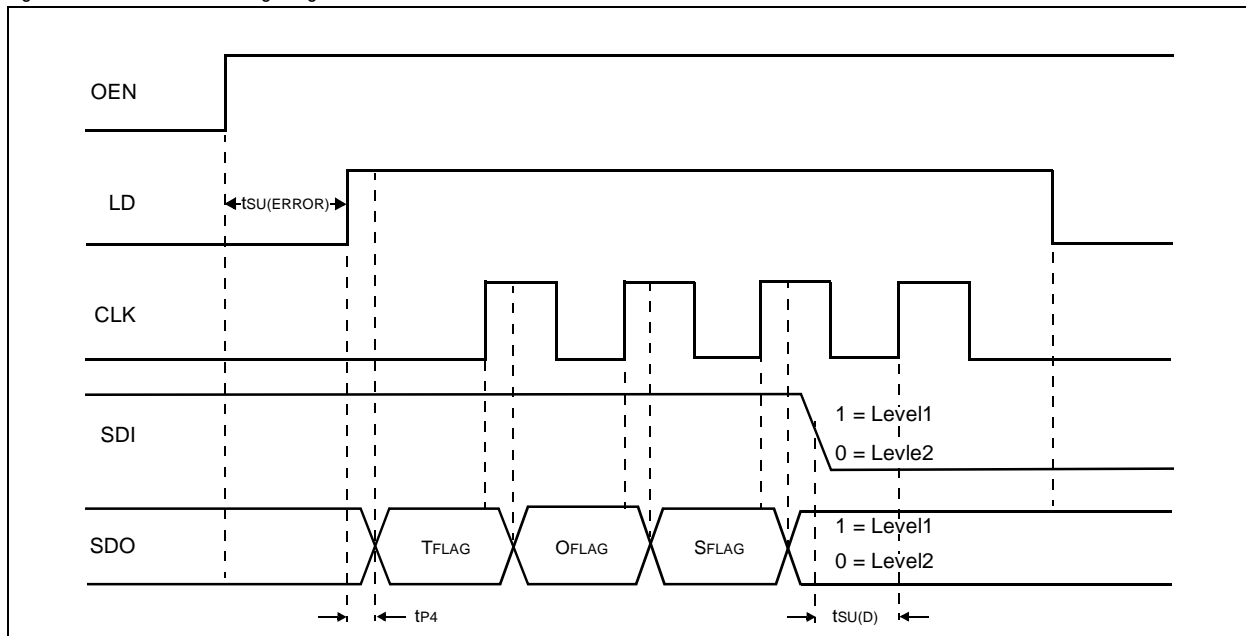 OEN
LD
tSU(ERROR)
CLK
SDI
1 = Level1
0 = Levle2
SDO
TFLAG
OFLAG
SFLAG
1 = Level1
0 = Level2
tP4
tSU(D)